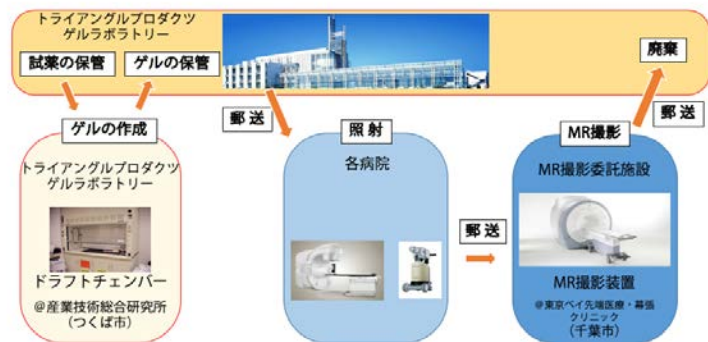 トライアングルプロダクツ
ゲルラボラトリー
試薬の保管
ゲルの保管
廃棄
郵 送
郵 送
ゲルの作成
照 射
MR撮影
トライアングルプロダクツ
ゲルラボラトリー
各病院
MR撮影委託施設
郵 送
ドラフトチェンバー
@産業技術総合研究所
(つくば市)
MR撮影装置
@東京ベイ先端医療・幕張
クリニック
(千葉市)